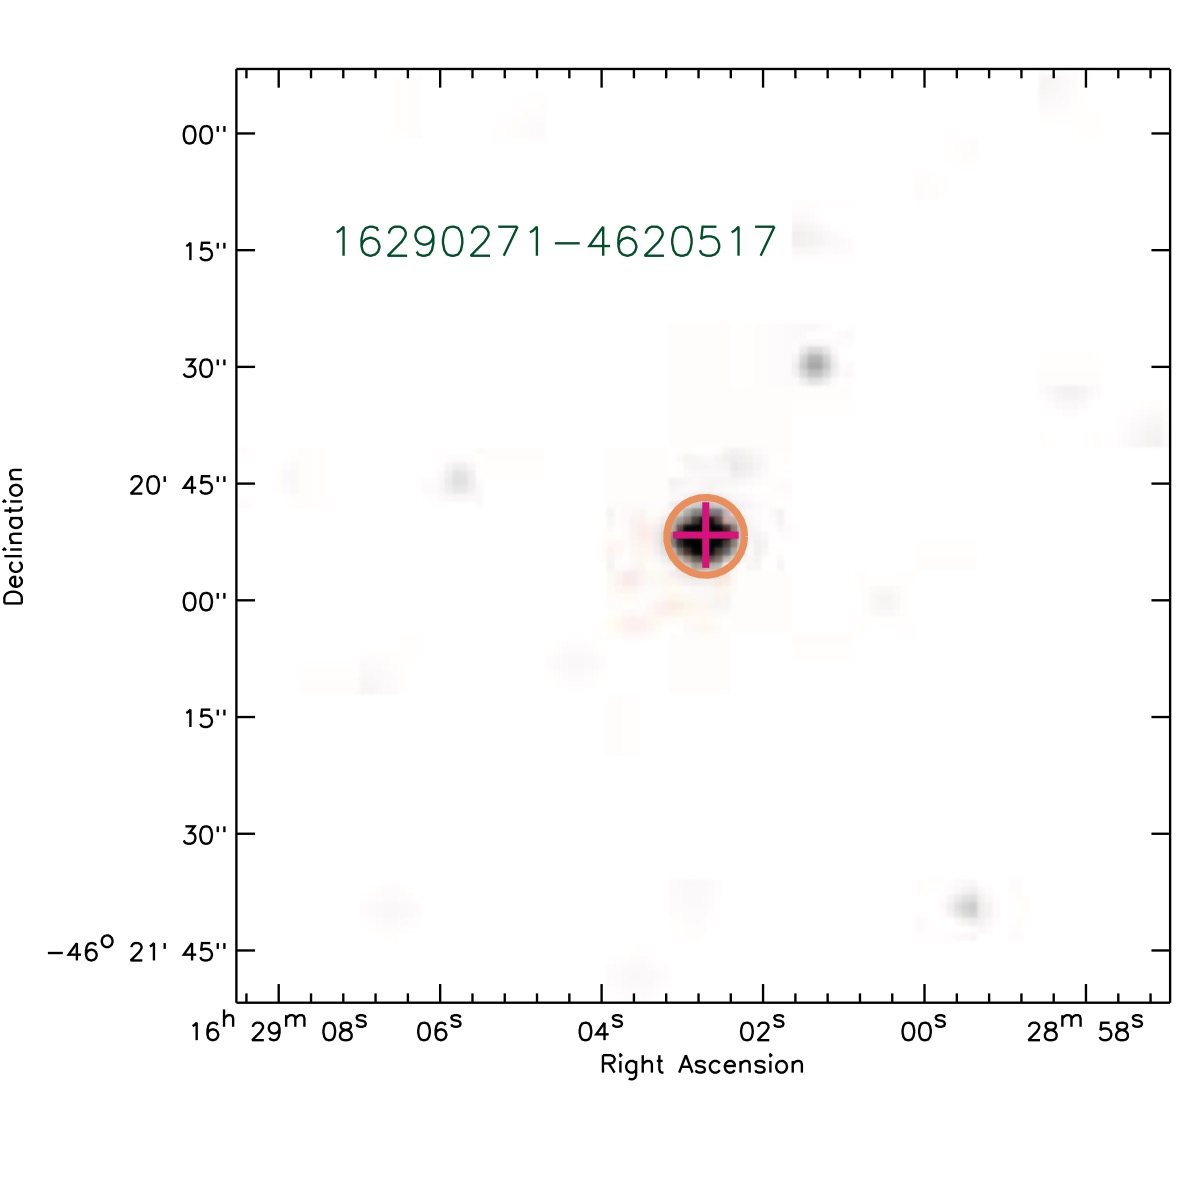 00"
16290271-4620517
15"
30"
20' 45"
Declination
00"
15"
30"
-46° 21' 45"
16h 29m 08s 06s 04s 02s 00s 28m 58s
Right Ascension